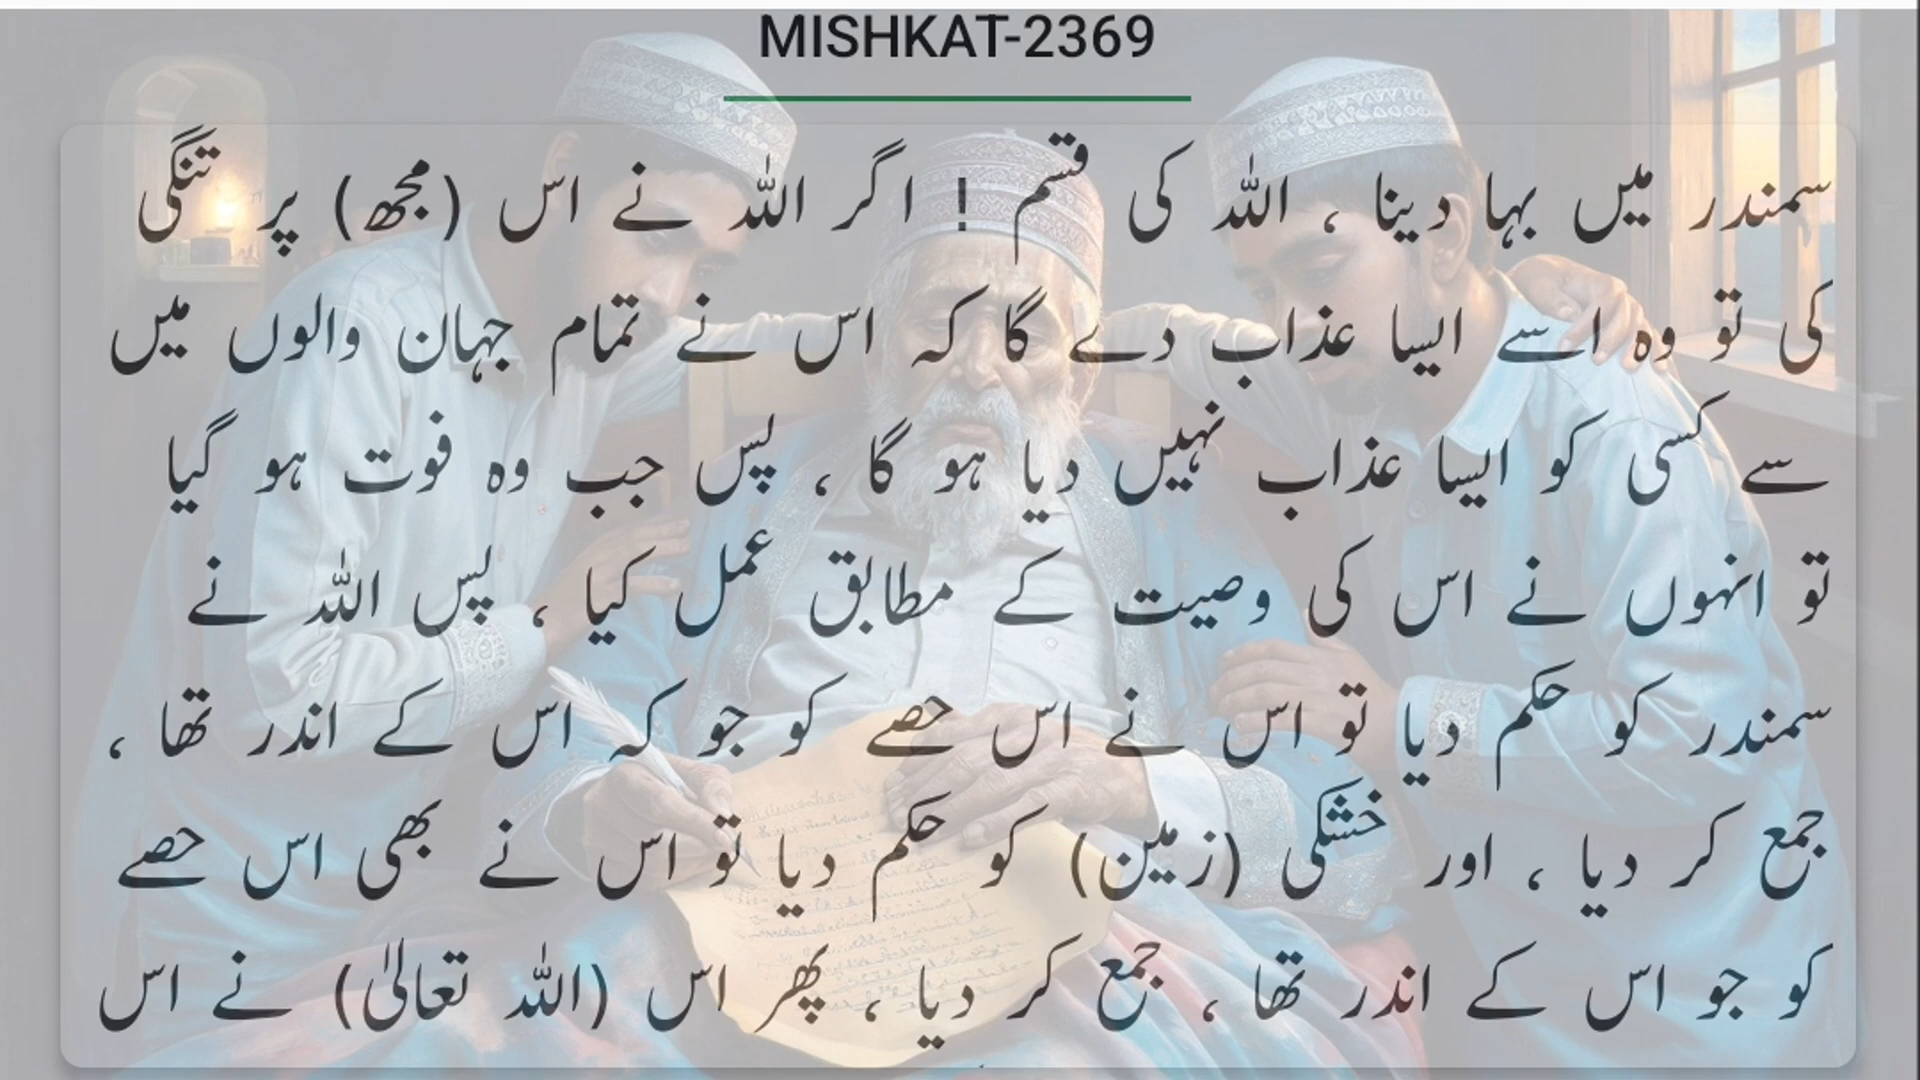 MISHKAT-2369
سمندر میں بہا دینا ، اللہ کی قسم ! اگر اللہ نے اس (مجھ) پر تنگی
کی تو وہ اسے ایسا عذاب دے گا کہ اس نے تمام جہان والوں میں
سے کسی کو ایسا عذاب نہیں دیا ہو گا ، پس جب وہ فوت ہو گیا
تو انہوں نے اس کی وصیت کے مطابق عمل کیا ، پس اللہ نے
سمندر کو حکم دیا تو اس نے اس حصے کو جو کہ اس کے اندر تھا ،
جمع کر دیا ، اور خشکی (زمین) کو حکم دیا تو اس نے بھی اس حصے
کو جو اس کے اندر تھا ، جمع کر دیا ، پھر اس (اللہ تعالیٰ) نے اس